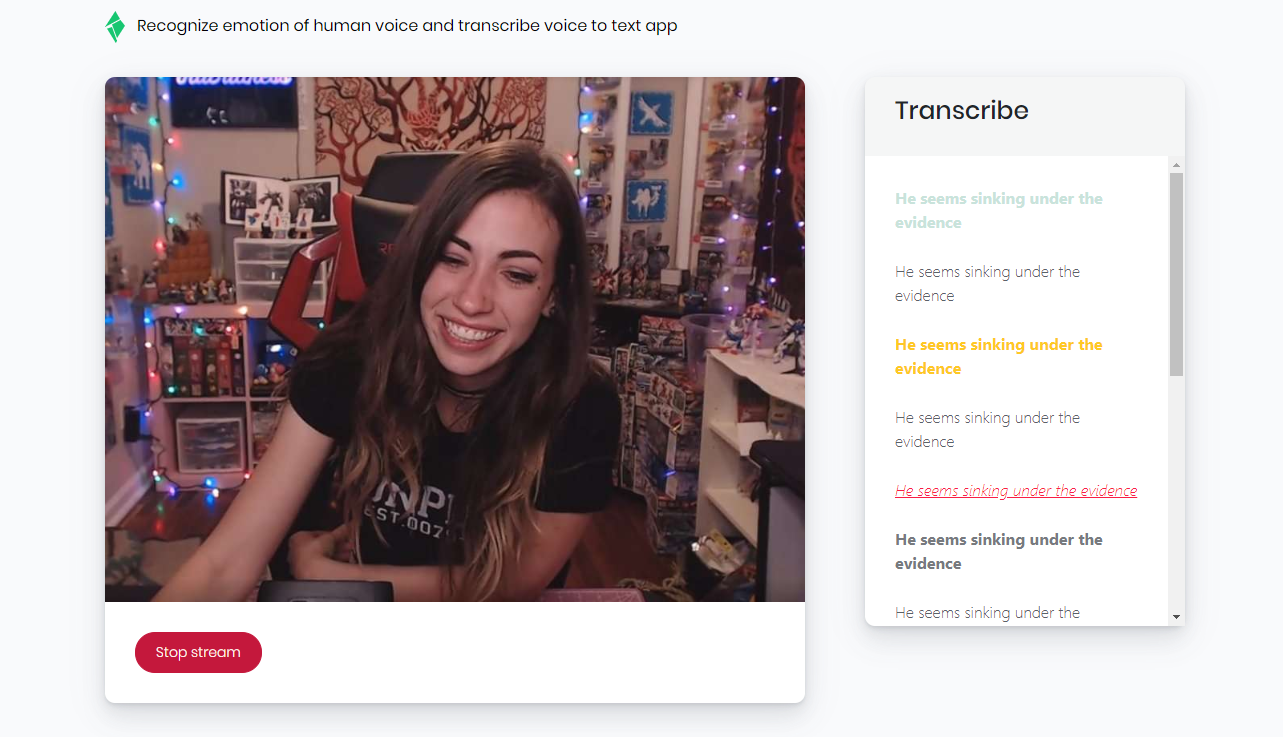 Recognize emotion of human voice and transcribe voice to text app
Transcribe
He seems sinking under the
evidence
He seems sinking under the
evidence
He seems sinking under the
evidence
He seems sinking under the
evidence
He seems sinking under the evidence
He seems sinking under the
evidence
He seems sinking under the
EST.007
Stop stream